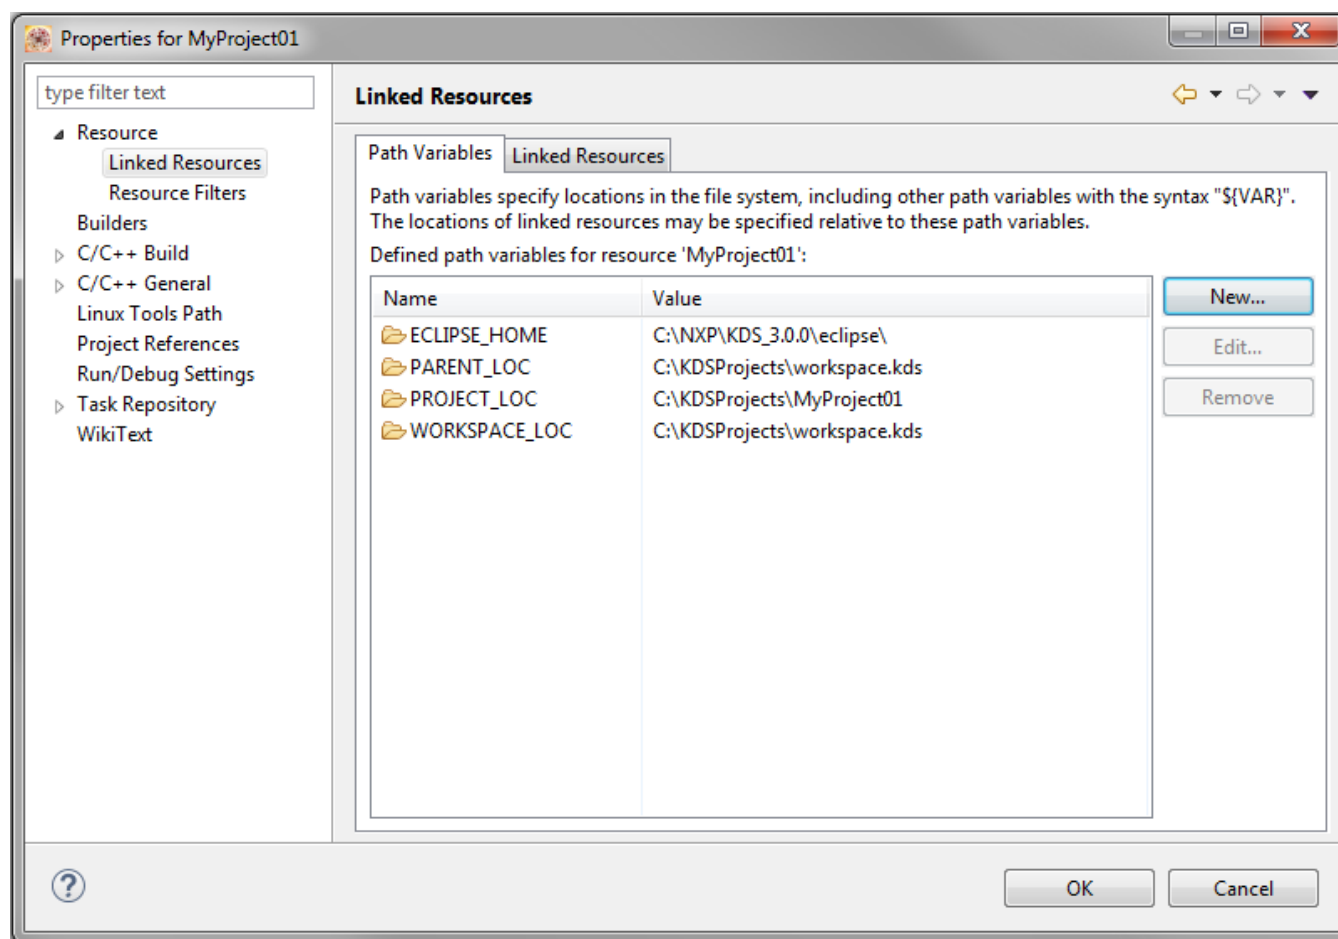 Properties for MyProject01
type filter text
Resource
Linked Resources
Resource Filters
Builders
C/C++ Build
C/C++ General
Linux Tools Path
Project References
Run/Debug Settings
Task Repository
WikiText
Linked Resources
Path Variables
Linked Resources
Path variables specify locations in the file system, including other path variables with the syntax "${VAR}".
The locations of linked resources may be specified relative to these path variables.
Defined path variables for resource 'MyProject01':
Name Value
ECLIPSE_HOME C:\NXP\KDS_3.0.0\eclipse\
PARENT_LOC C:\KDSProjects\workspace.kds
PROJECT_LOC C:\KDSProjects\MyProject01
WORKSPACE_LOC C:\KDSProjects\workspace.kds
New...
Edit...
Remove
?
OK
Cancel